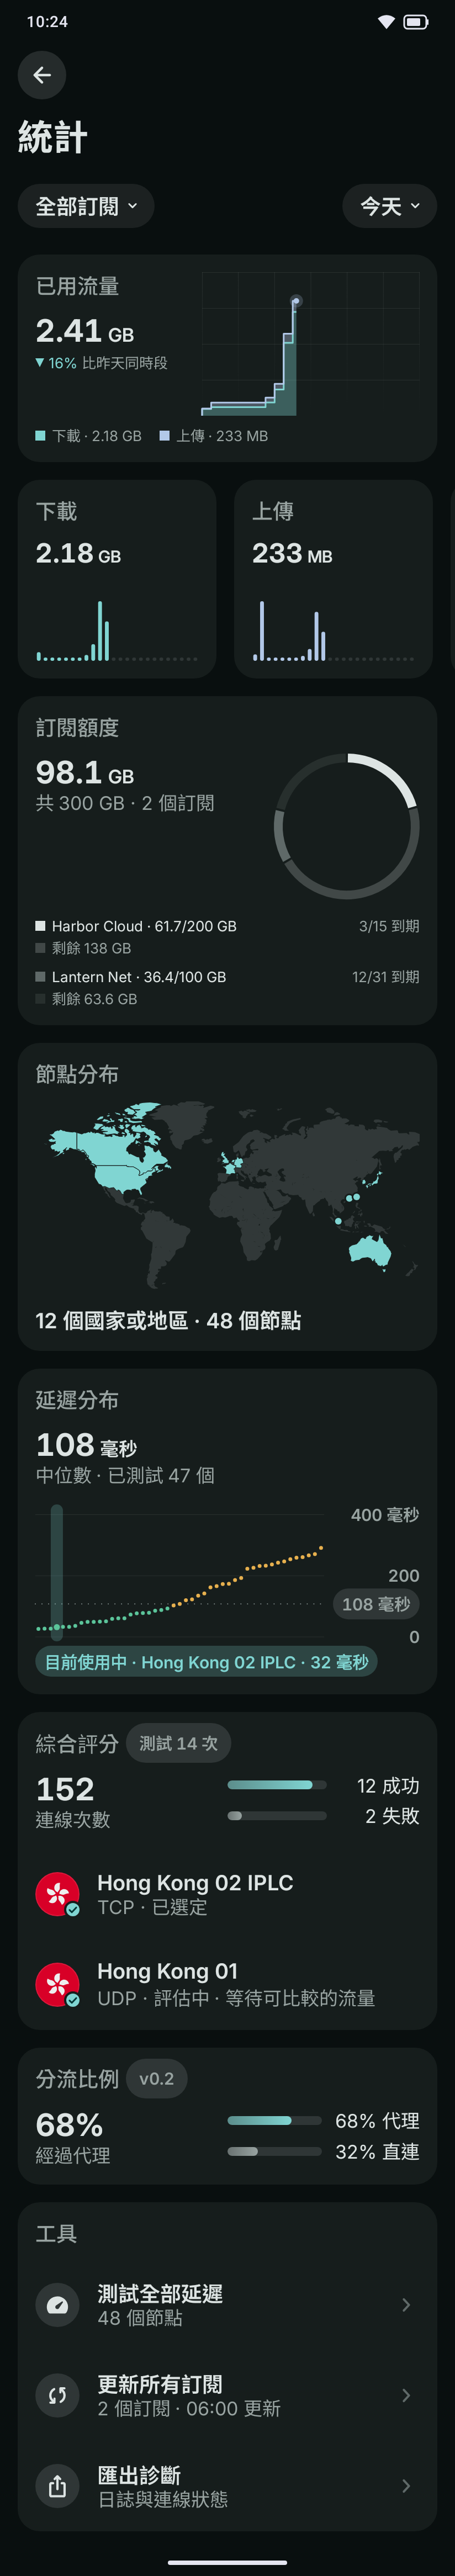 10:24
統計
全部訂閱
今天
已用流量
2.41 GB
▼ 16% 比昨天同時段
下載 · 2.18 GB
上傳 · 233 MB
下載
2.18 GB
上傳
233 MB
訂閱額度
98.1 GB
共 300 GB · 2 個訂閱
Harbor Cloud · 61.7/200 GB
3/15 到期
剩餘 138 GB
Lantern Net · 36.4/100 GB
12/31 到期
剩餘 63.6 GB
節點分布
12 個國家或地區 · 48 個節點
延遲分布
108 毫秒
中位數 · 已測試 47 個
400 毫秒
200
108 毫秒
0
目前使用中 · Hong Kong 02 IPLC · 32 毫秒
綜合評分
測試 14 次
152
連線次數
12 成功
2 失敗
Hong Kong 02 IPLC
TCP · 已選定
Hong Kong 01
UDP · 評估中 · 等待可比較的流量
分流比例
v0.2
68%
經過代理
68% 代理
32% 直連
工具
測試全部延遲
48 個節點
更新所有訂閱
2 個訂閱 · 06:00 更新
匯出診斷
日誌與連線狀態